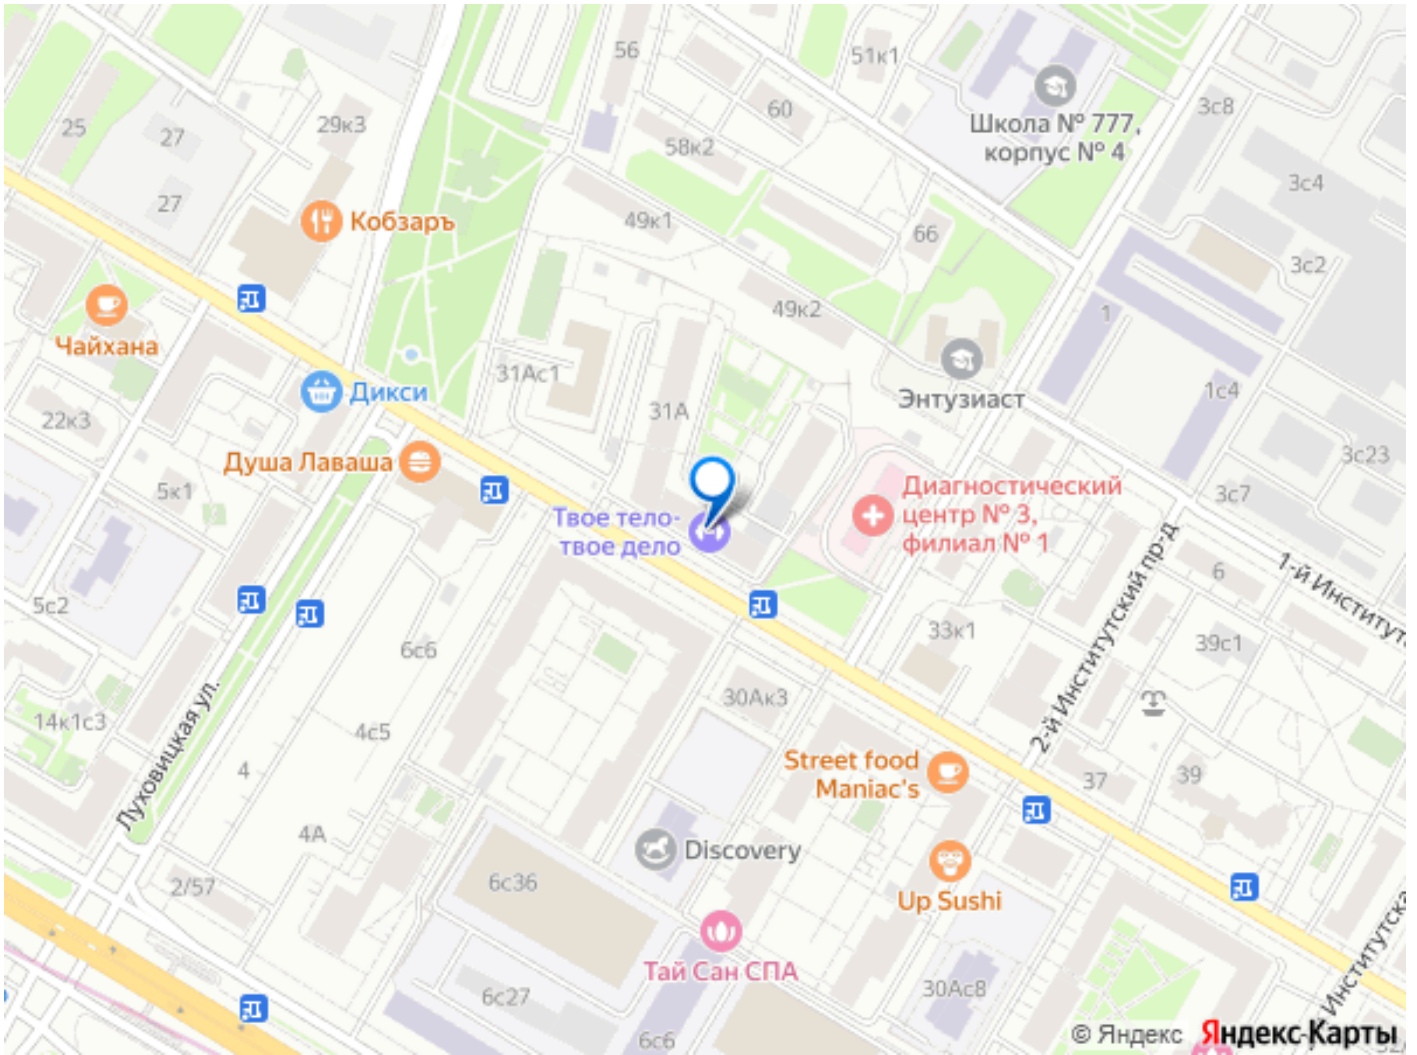 56
51к1
60
3с8
Школа № 777,
корпус № 4
25
27
29к3
58к2
3с4
27
Кобзаръ
49к1
66
3с2
49к2
1
Чайхана
31Ас1
Энтузиаст
1с4
Дикси
22к3
31А
3с23
Душа Лаваша
5к1
Диагностический
центр № 3,
филиал № 1
3с7
Твое тело-
твое дело
2-й Институтский пр-д
1-й Институтс
6
5с2
6с6
33к1
39с1
30Ак3
14к1с3
Луховицкая ул.
4с5
4
Street food
Maniac's
37
39
4А
Discovery
6с36
2/57
Up Sushi
Тай Сан СПА
6с27
30Ас8
й Институтска
6с6
© Яндекс Яндекс Карты